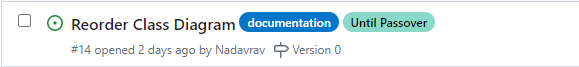 Reorder Class Diagram documentation Until Passover
#14 opened 2 days ago by Nadavrav Version 0